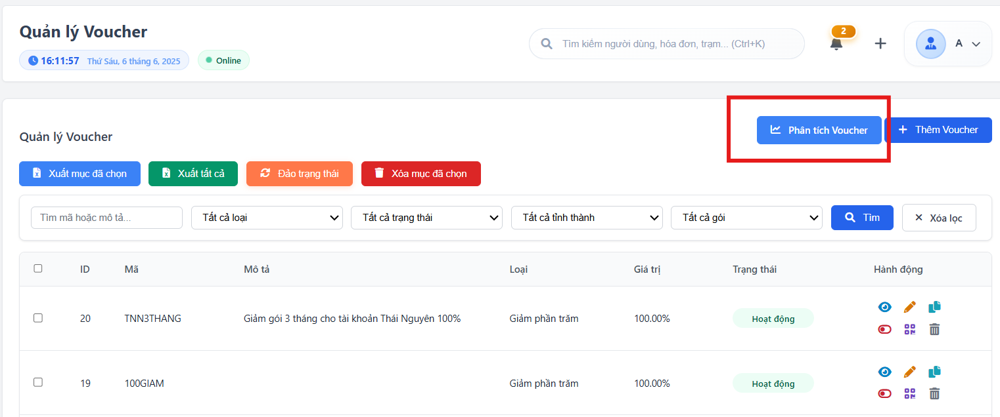 Quản lý Voucher
16:11:57 Thứ Sáu, 6 tháng 6, 2025
Online
Tìm kiếm người dùng, hóa đơn, trạm... (Ctrl+K)
2
A
Quản lý Voucher
Phân tích Voucher
Thêm Voucher
Xuất mục đã chọn
Xuất tất cả
Đảo trạng thái
Xóa mục đã chọn
Tìm mã hoặc mô tả...
Tất cả loại
Tất cả trạng thái
Tất cả tỉnh thành
Tất cả gói
Tìm
Xóa lọc
ID Mã Mô tả Loại Giá trị Trạng thái Hành động
20 TNN3THANG Giảm gói 3 tháng cho tài khoản Thái Nguyên 100% Giảm phần trăm 100.00% Hoạt động
19 100GIAM Giảm phần trăm 100.00% Hoạt động